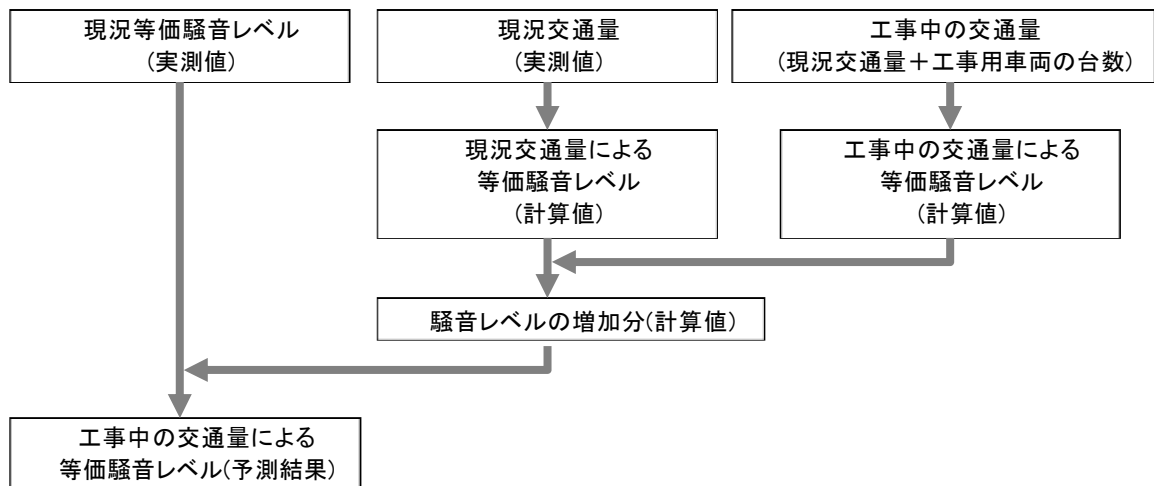 現況等価騒音レベル
(実測値)
現況交通量
(実測値)
工事中の交通量
(現況交通量＋工事用車両の台数)
現況交通量による
等価騒音レベル
(計算値)
工事中の交通量による
等価騒音レベル
(計算値)
騒音レベルの増加分(計算値)
工事中の交通量による
等価騒音レベル(予測結果)